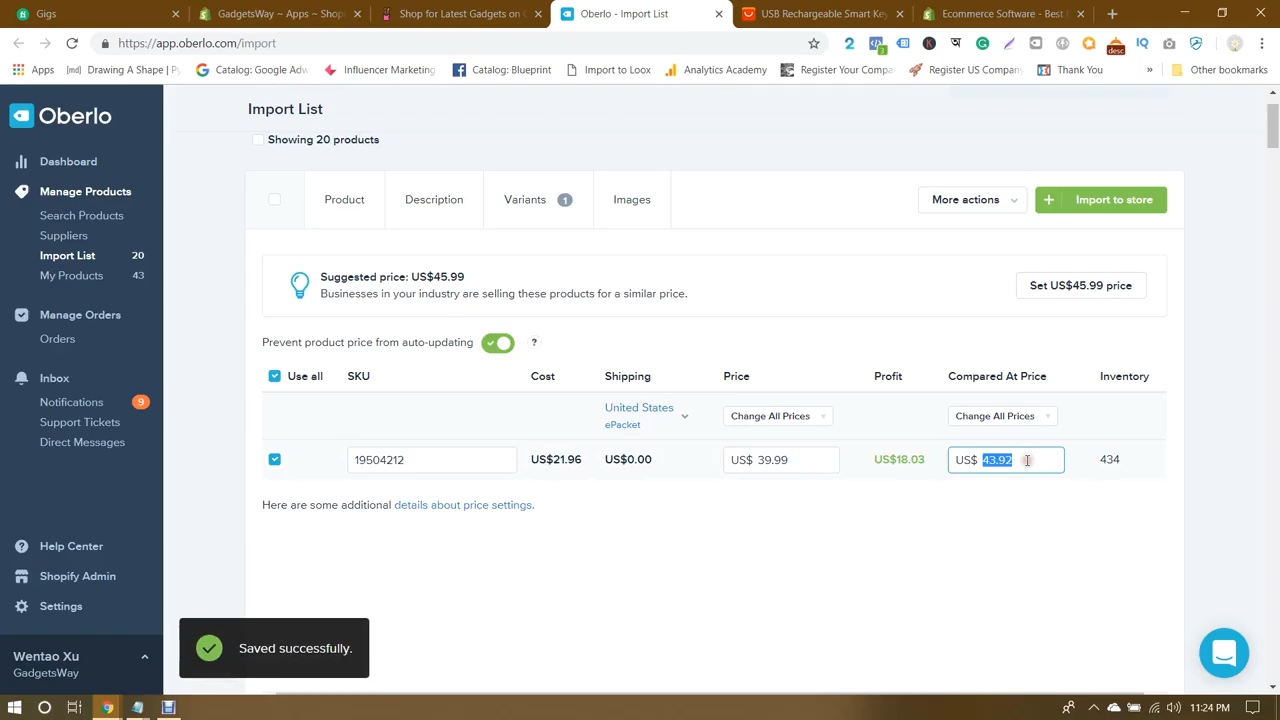 Gigs
GadgetsWay ~ Apps ~ Shop
Shop for Latest Gadgets on
Oberlo - Import List
USB Rechargeable Smart Key
Ecommerce Software - Best
https://app.oberlo.com/import
2
3
desc
IQ
Apps
Drawing A Shape | Py
Catalog: Google Adw
Influencer Marketing
Catalog: Blueprint
Import to Loox
Analytics Academy
Register Your Compa
Register US Company
Thank You
»
Other bookmarks
Oberlo
Dashboard
Manage Products
Search Products
Suppliers
Import List 20
My Products 43
Manage Orders
Orders
Inbox
Notifications 9
Support Tickets
Direct Messages
Help Center
Shopify Admin
Settings
Wentao Xu
GadgetsWay
Import List
Showing 20 products
Product Description Variants 1 Images
More actions
+ Import to store
Suggested price: US$45.99
Businesses in your industry are selling these products for a similar price.
Set US$45.99 price
Prevent product price from auto-updating ?
Use all SKU Cost Shipping Price Profit Compared At Price Inventory
United States
ePacket
Change All Prices
Change All Prices
19504212 US$21.96 US$0.00 US$ 39.99 US$18.03 US$ 43.92 434
Here are some additional details about price settings.
Saved successfully.
11:24 PM